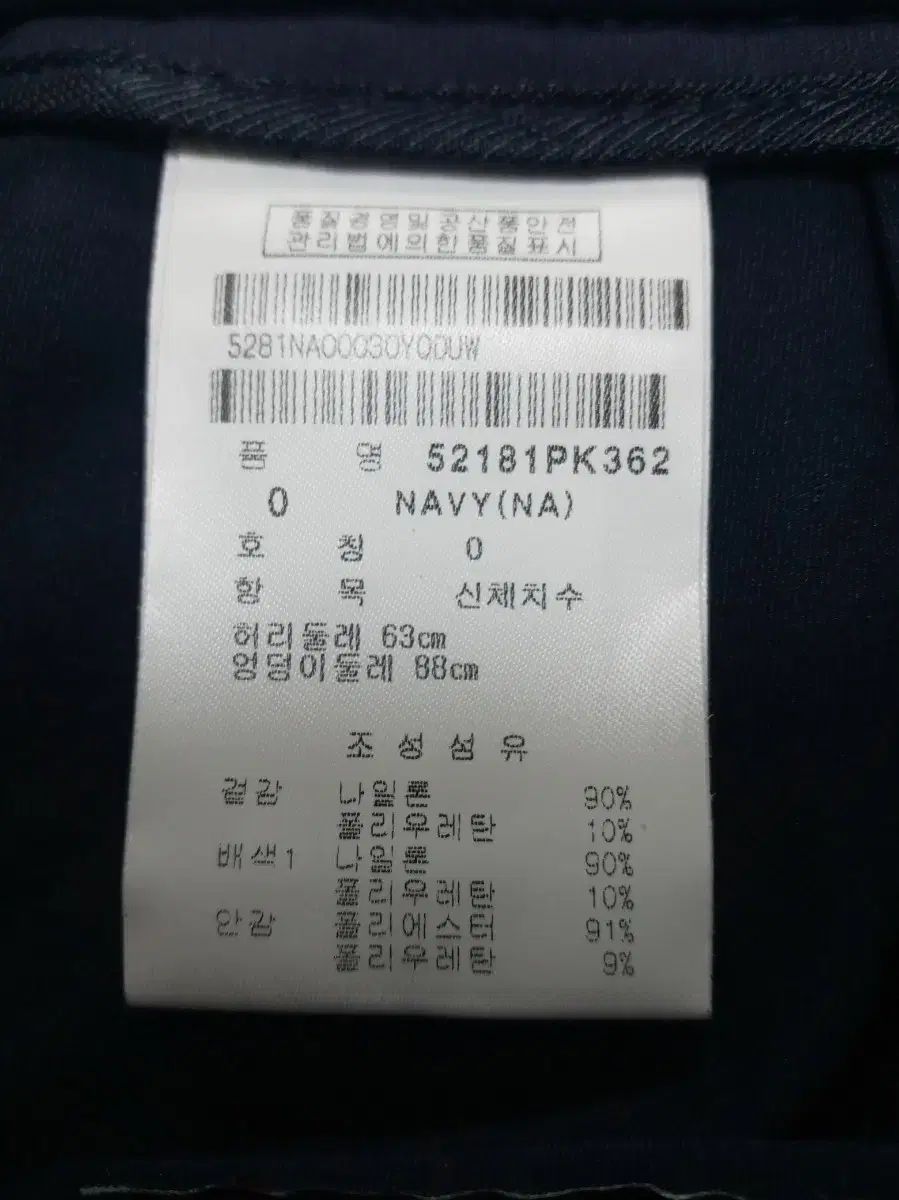 품질경영및공산품안전
관리법에의한품질표시
5281NA00030YODUW
품 명 52181PK362
0 NAVY(NA)
호 칭 0
항 목 신체치수
허리둘레 63cm
엉덩이둘레 88cm
조성섬유
겉감 나일론 90%
폴리우레탄 10%
배색1 나일론 90%
폴리우레탄 10%
안감 폴리에스터 91%
폴리우레탄 9%